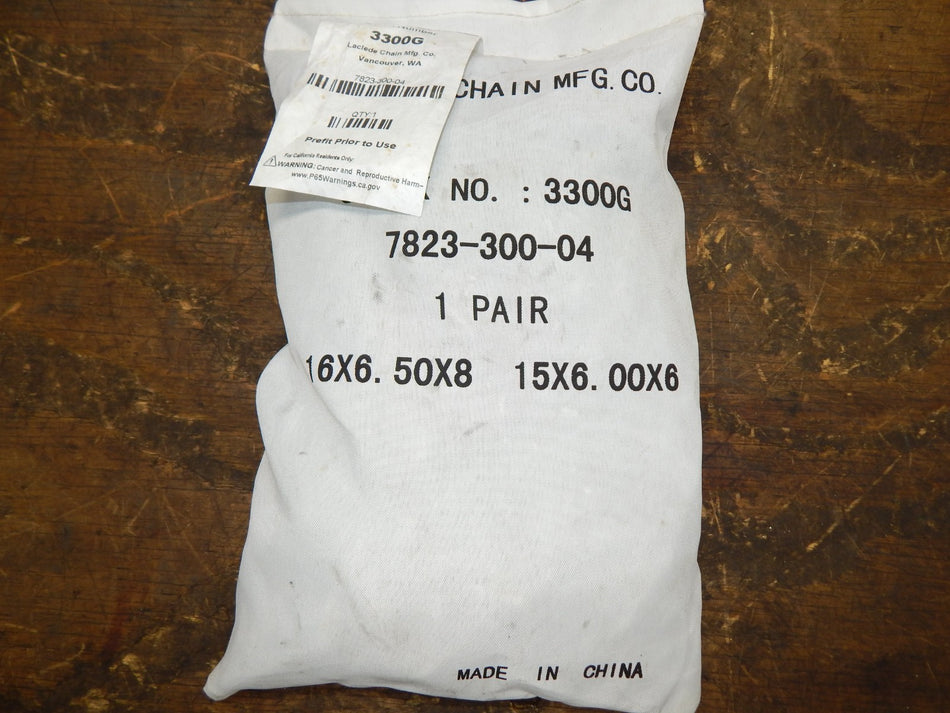 3300G
Laclede Chain Mfg. Co.
Vancouver, WA
7823-300-04
QTY:1
Prefit Prior to Use
For California Residents Only:
WARNING: Cancer and Reproductive Harm-
www.P65Warnings.ca.gov
CHAIN MFG. CO.
NO. : 3300G
7823-300-04
1 PAIR
16X6. 50X8 15X6. 00X6
MADE IN CHINA